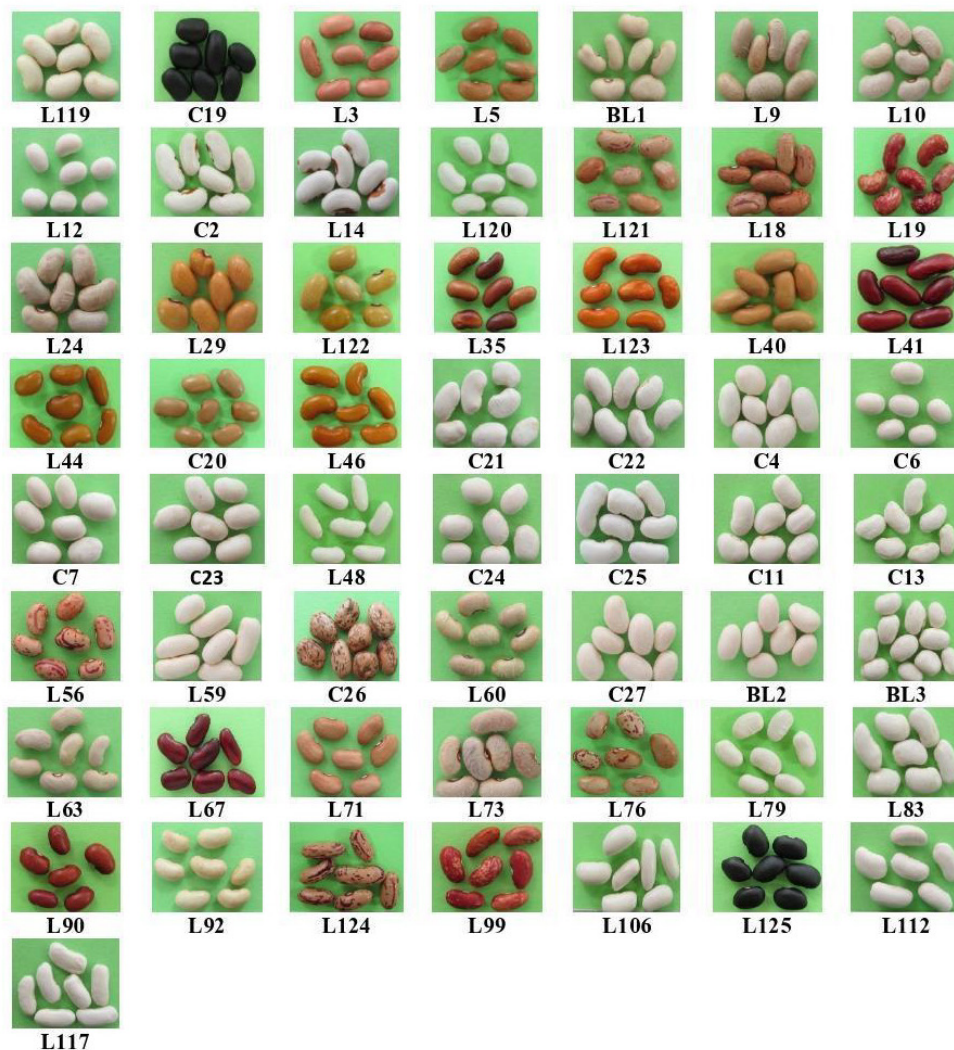 L119 C19 L3 L5 BL1 L9 L10
L12 C2 L14 L120 L121 L18 L19
L24 L29 L122 L35 L123 L40 L41
L44 C20 L46 C21 C22 C4 C6
C7 C23 L48 C24 C25 C11 C13
L56 L59 C26 L60 C27 BL2 BL3
L63 L67 L71 L73 L76 L79 L83
L90 L92 L124 L99 L106 L125 L112
L117